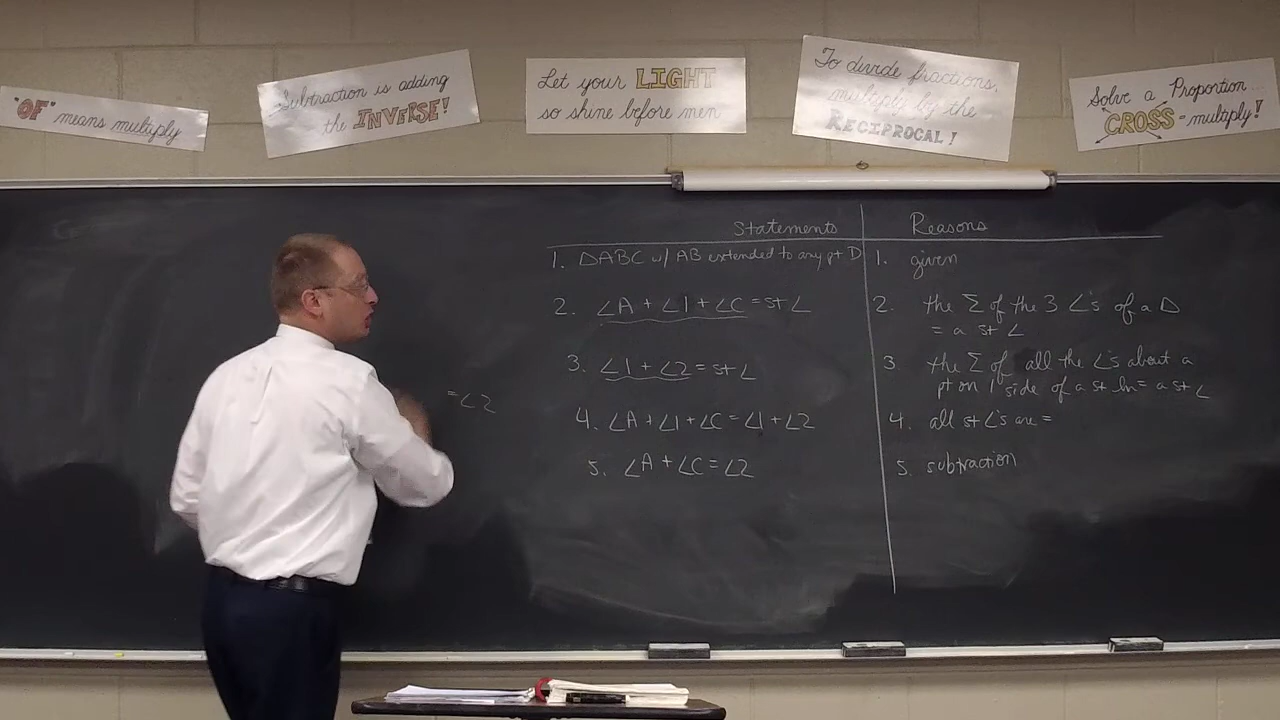 "OF" means multiply
Subtraction is adding
the INVERSE!
Let your LIGHT
so shine before men
To divide fractions,
multiply by the
RECIPROCAL!
Solve a Proportion
CROSS-multiply!
=∠2
Statements
Reasons
1. △ABC w/ AB extended to any pt D
1. given
2. ∠A + ∠1 + ∠C = st ∠
2. the Σ of the 3 ∠'s of a △
= a st ∠
3. ∠1 + ∠2 = st ∠
3. the Σ of all the ∠'s about a
pt on 1 side of a st ln = a st ∠
4. ∠A + ∠1 + ∠C = ∠1 + ∠2
4. all st ∠'s are =
5. ∠A + ∠C = ∠2
5. subtraction